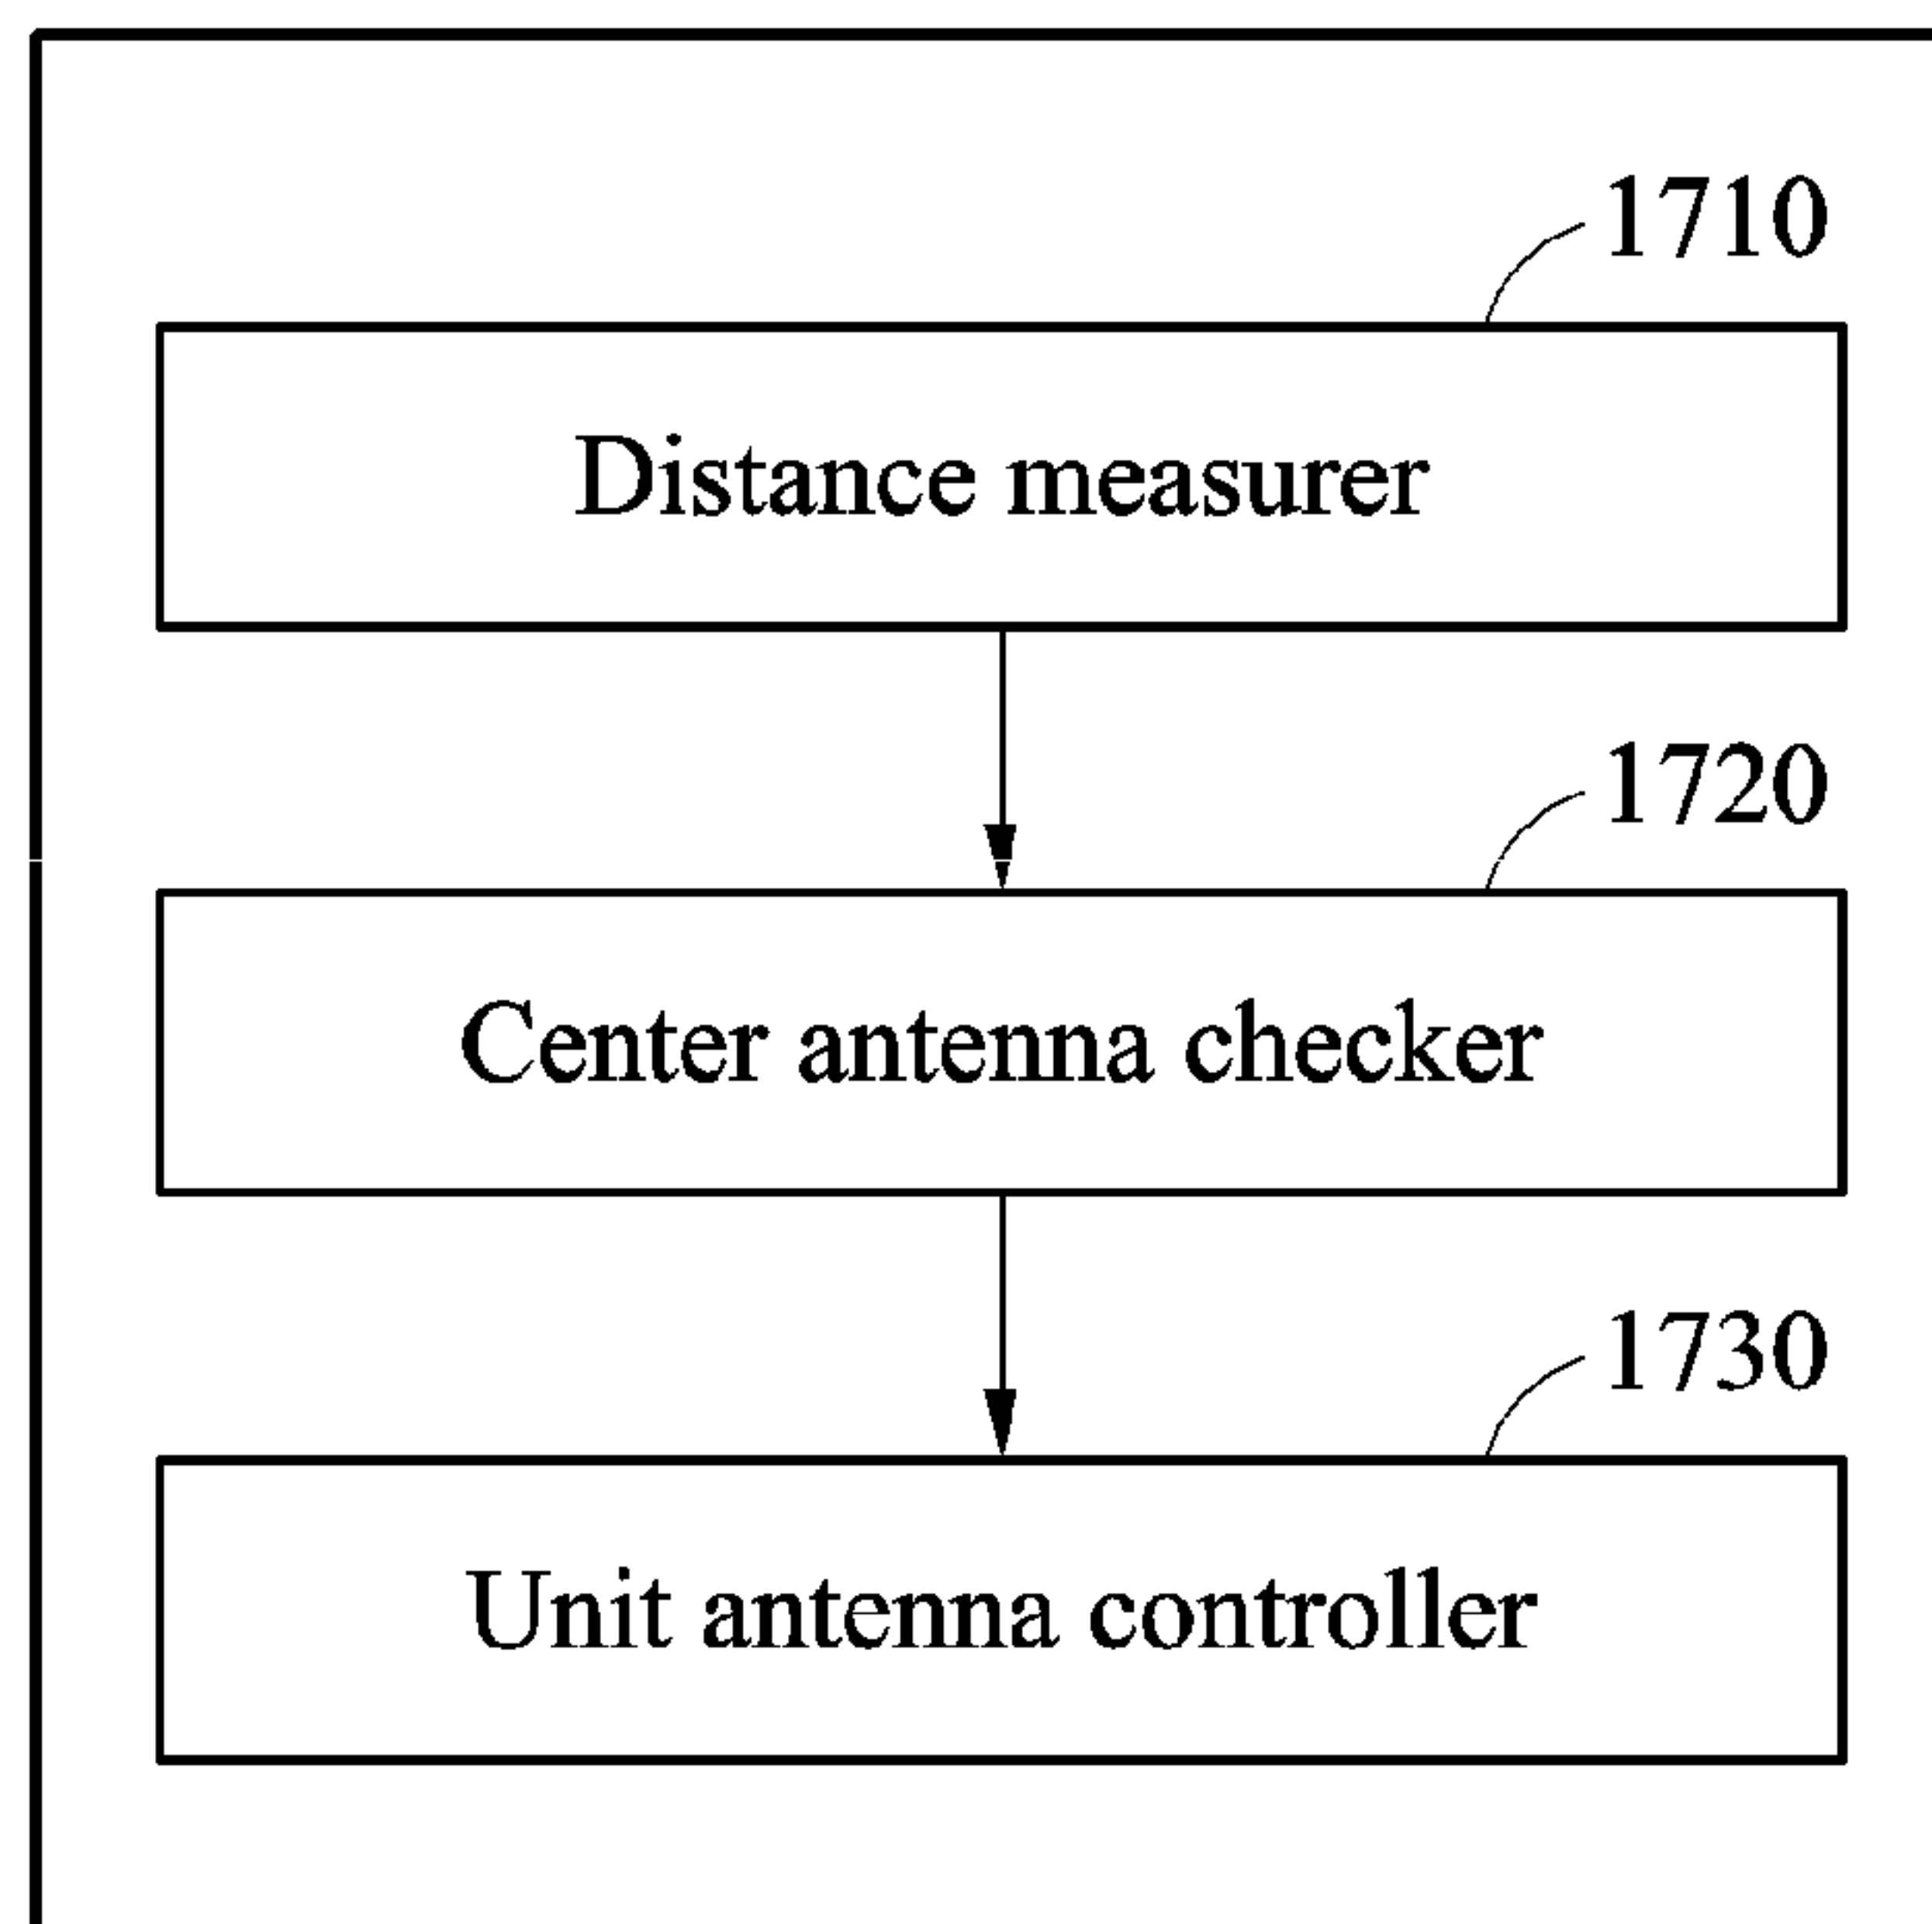 1710
Distance measurer
1720
Center antenna checker
1730
Unit antenna controller